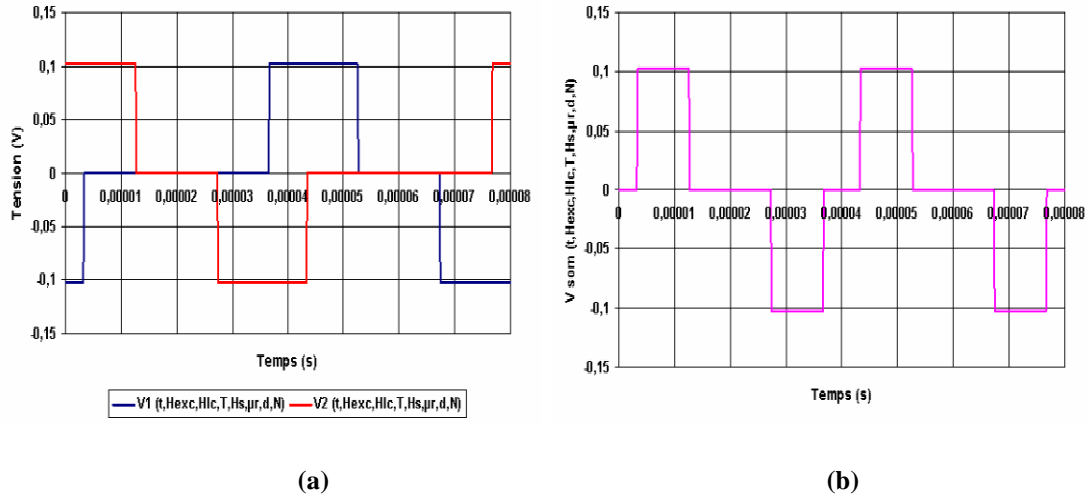 0,15
0,1
0,05
0
-0,05
-0,1
-0,15
Tension (V)
0 0,00001 0,00002 0,00003 0,00004 0,00005 0,00006 0,00007 0,00008
Temps (s)
V1 (t,Hexc,Hlc,T,Hs,µr,d,N) V2 (t,Hexc,Hlc,T,Hs,µr,d,N)
(a)
0,15
0,1
0,05
0
-0,05
-0,1
-0,15
V som (t,Hexc,Hlc,T,Hs,µr,d,N)
0 0,00001 0,00002 0,00003 0,00004 0,00005 0,00006 0,00007 0,00008
Temps (s)
(b)